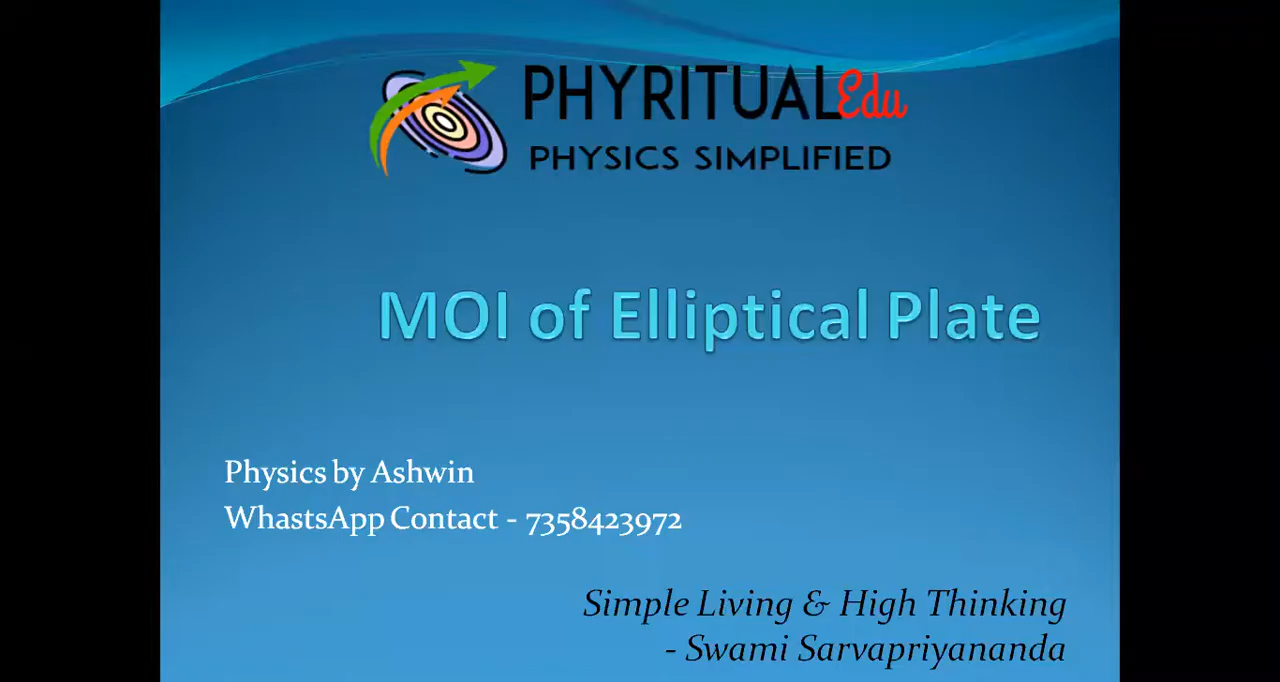 PHYRITUALEdu
PHYSICS SIMPLIFIED
MOI of Elliptical Plate
Physics by Ashwin
WhastsApp Contact - 7358423972
Simple Living & High Thinking
- Swami Sarvapriyananda